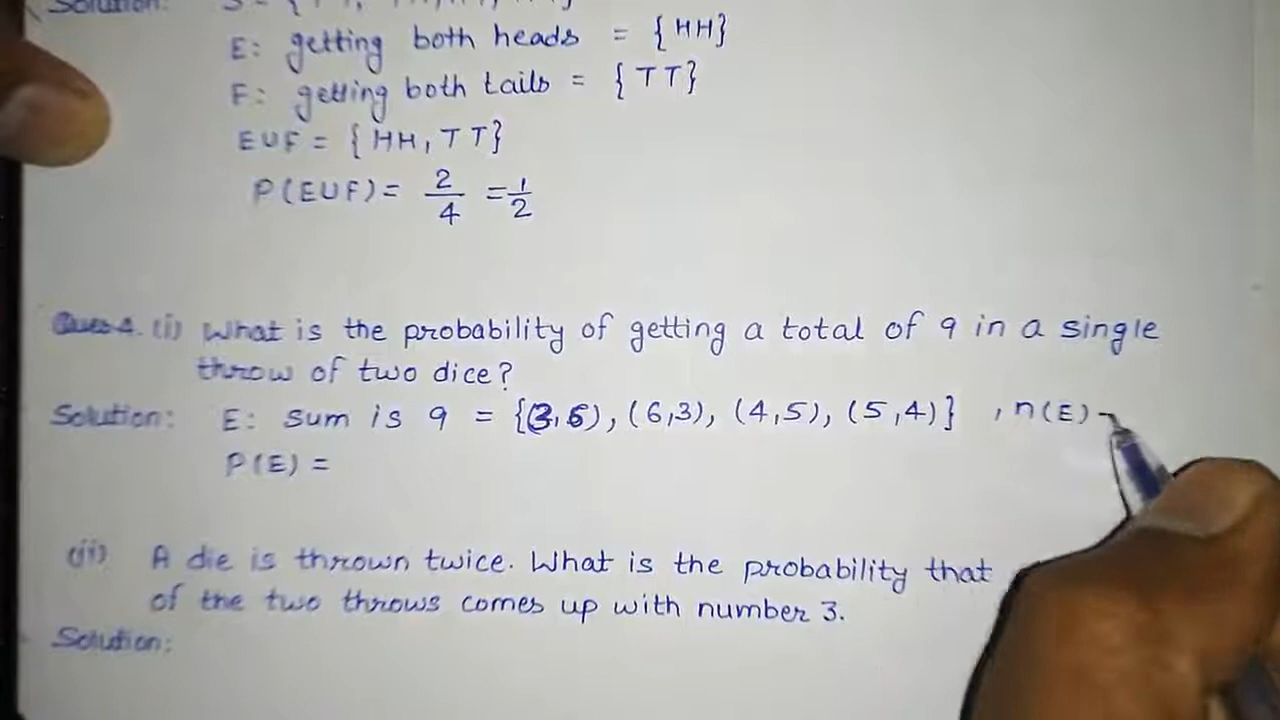 Solution: S = {
E: getting both heads = {HH}
F: getting both tails = {TT}
EUF = {HH, TT}
P(EUF) = 2/4 = 1/2
Ques 4. (i) What is the probability of getting a total of 9 in a single
throw of two dice?
Solution: E: Sum is 9 = {(3,6), (6,3), (4,5), (5,4)} , n(E) -
P(E) =
(ii) A die is thrown twice. What is the probability that
of the two throws comes up with number 3.
Solution: